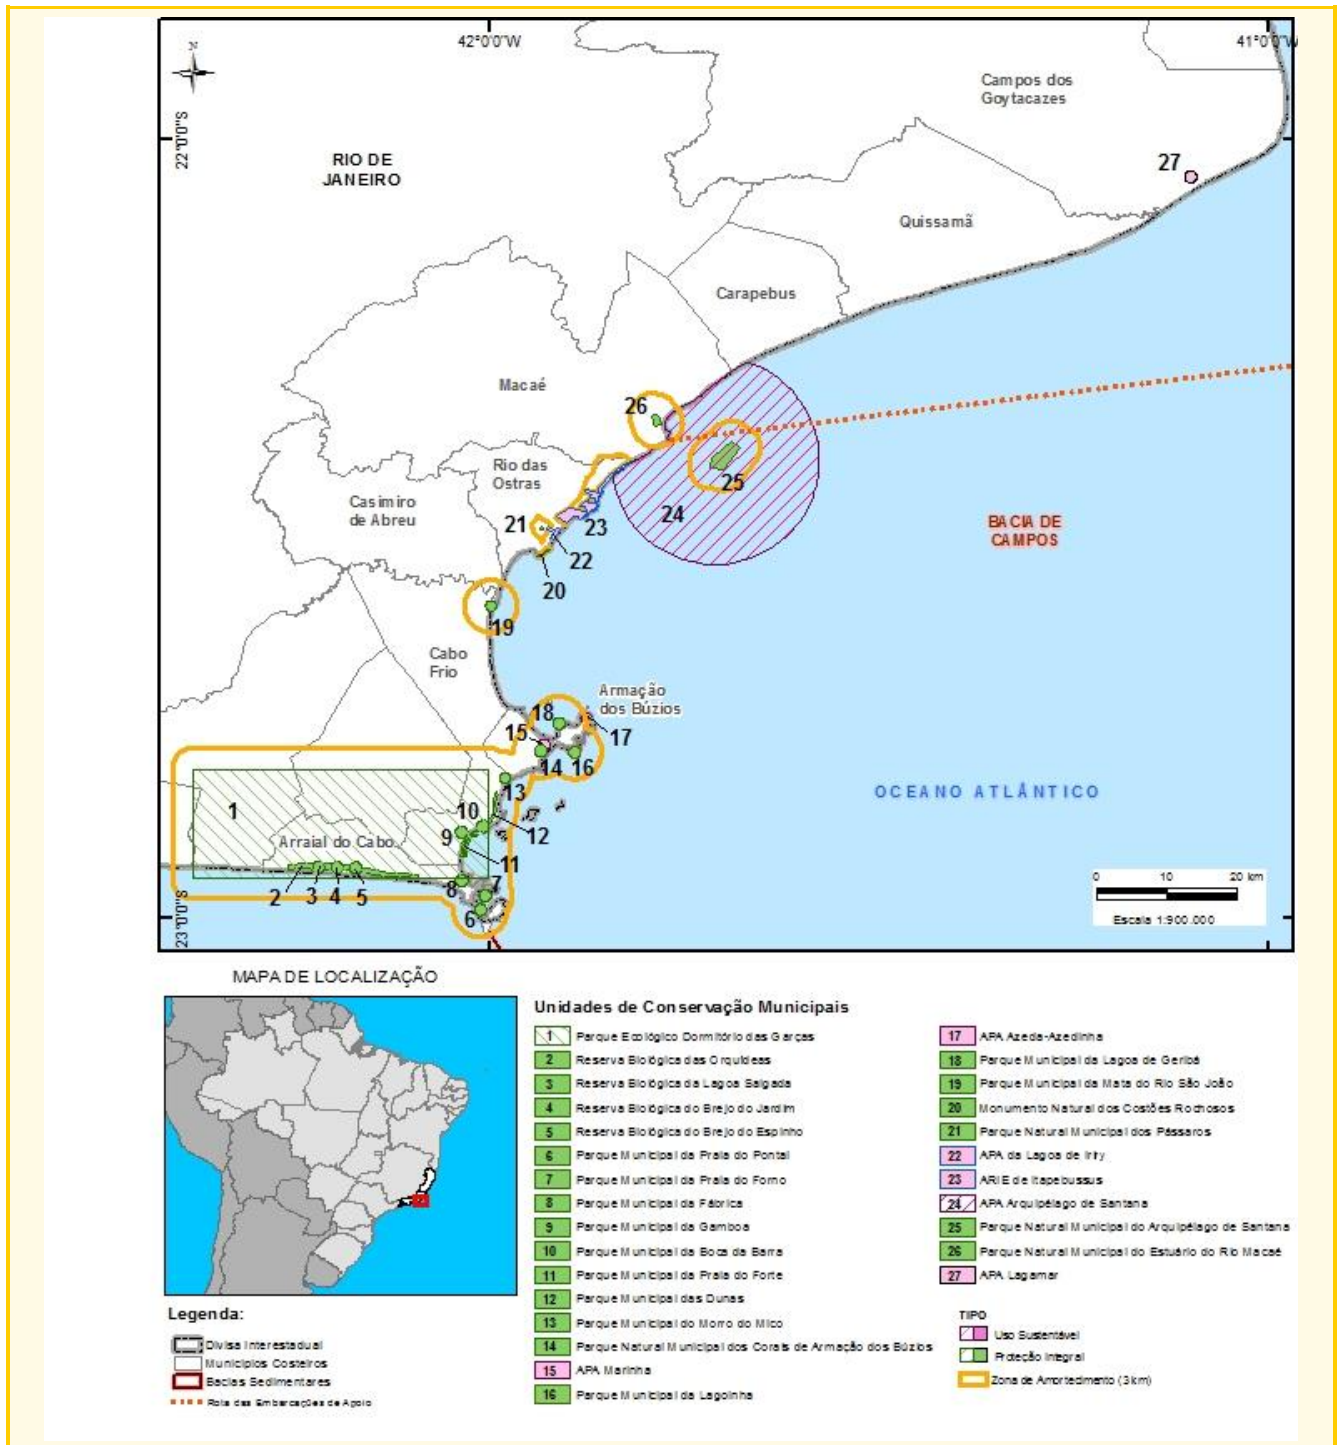 N
42°0'0"W
41°0'0"W
22°0'0"S
23°0'0"S
RIO DE
JANEIRO
Campos dos
Goytacazes
27
Quissamã
Carapebus
Macaé
26
Rio das
Ostras
25
Casimiro
de Abreu
21
23
24
22
20
BACIA DE
CAMPOS
19
Cabo
Frio
Armação
dos Búzios
18
15
17
14
16
13
OCEANO ATLÂNTICO
1
10
12
9
Arraial do Cabo
11
2
3
4
5
8
7
6
0 10 20 km
Escala 1:900.000
MAPA DE LOCALIZAÇÃO
Legenda:
Divisa Interestadual
Municípios Costeiros
Bacias Sedimentares
Rota das Embarcações de Apoio
Unidades de Conservação Municipais
1 Parque Ecológico Dormitório das Garças
2 Reserva Biológica das Orquídeas
3 Reserva Biológica da Lagoa Salgada
4 Reserva Biológica do Brejo do Jardim
5 Reserva Biológica do Brejo do Espinho
6 Parque Municipal da Praia do Pontal
7 Parque Municipal da Praia do Forno
8 Parque Municipal da Fábrica
9 Parque Municipal da Gamboa
10 Parque Municipal da Boca da Barra
11 Parque Municipal da Praia do Forte
12 Parque Municipal das Dunas
13 Parque Municipal do Morro do Mico
14 Parque Natural Municipal dos Corais de Armação dos Búzios
15 APA Marinha
16 Parque Municipal da Lagoinha
17 APA Azeda-Azedinha
18 Parque Municipal da Lagoa de Geribá
19 Parque Municipal da Mata do Rio São João
20 Monumento Natural dos Costões Rochosos
21 Parque Natural Municipal dos Pássaros
22 APA da Lagoa de Iriry
23 ARIE de Itapebussus
24 APA Arquipélago de Santana
25 Parque Natural Municipal do Arquipélago de Santana
26 Parque Natural Municipal do Estuário do Rio Macaé
27 APA Lagamar
TIPO
Uso Sustentável
Proteção Integral
Zona de Amortecimento (3km)